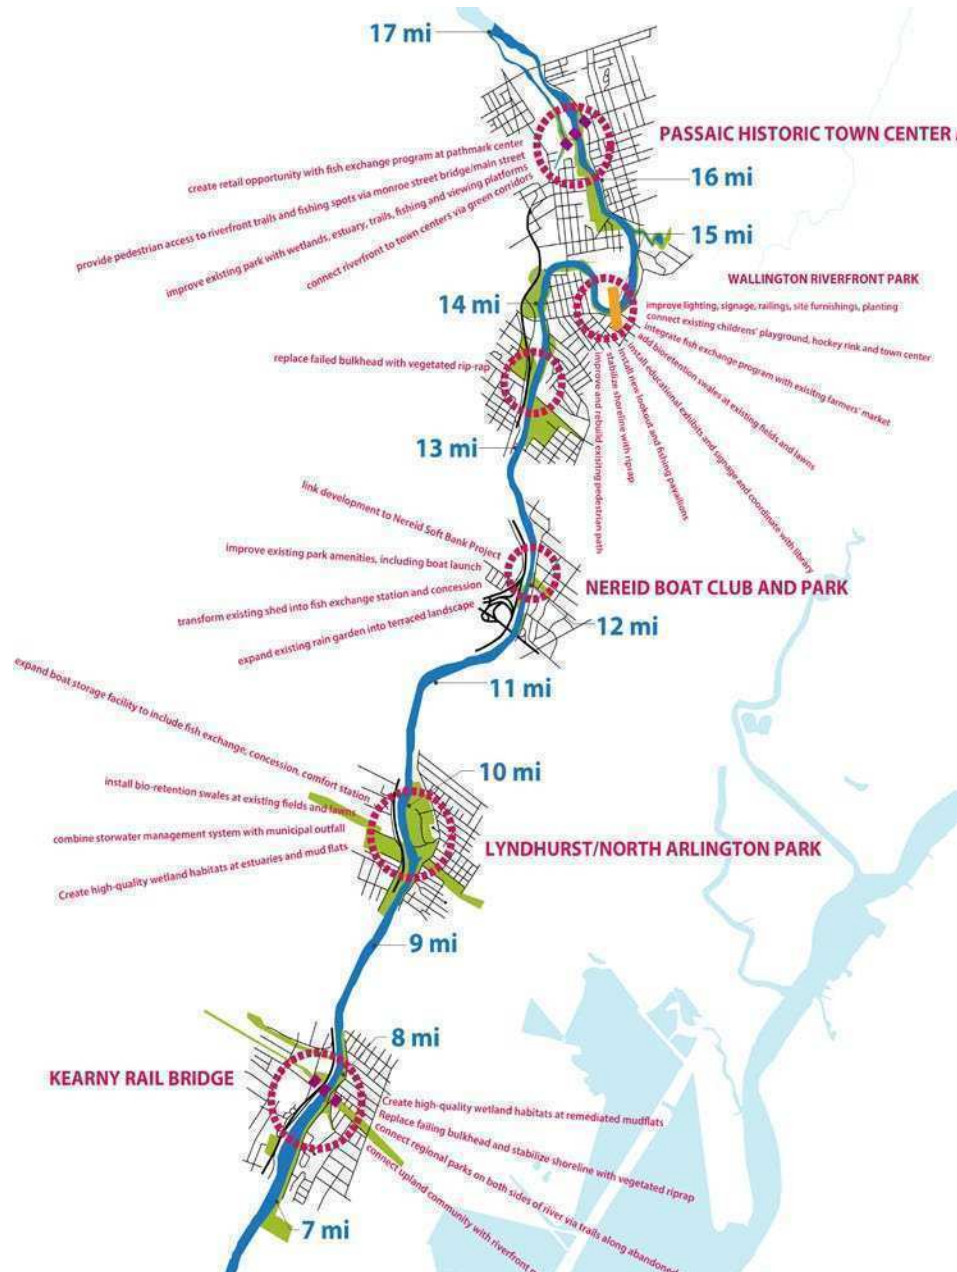 17 mi
PASSAIC HISTORIC TOWN CENTER
create retail opportunity with fish exchange program at pathmark center
provide pedestrian access to riverfront trails and fishing spots via monroe street bridge/main street
improve existing park with wetlands, estuary, trails, fishing and viewing platforms
connect riverfront to town centers via green corridors
16 mi
15 mi
WALLINGTON RIVERFRONT PARK
14 mi
improve lighting, signage, railings, site furnishings, planting
connect existing childrens' playground, hockey rink and town center
integrate fish exchange program with exisitng farmers' market
add bioretention swales at existing fields and lawns
install educational exhibits and signage and coordinate with library
install new lookout and fishing pavailions
stabilize shoreline with riprap
improve and rebuild exisiting pedestrian path
replace failed bulkhead with vegetated rip-rap
13 mi
link development to Nereid Soft Bank Project
improve existing park amenities, including boat launch
transform existing shed into fish exchange station and concession
expand existing rain garden into terraced landscape
NEREID BOAT CLUB AND PARK
12 mi
11 mi
expand boat storage facility to include fish exchange, concession, comfort station
install bio-retention swales at existing fields and lawns
combine storwater management system with municipal outfall
Create high-quality wetland habitats at estuaries and mud flats
10 mi
LYNDHURST/NORTH ARLINGTON PARK
9 mi
8 mi
KEARNY RAIL BRIDGE
Create high-quality wetland habitats at remediated mudflats
Replace failing bulkhead and stabilize shoreline with vegetated riprap
connect regional parks on both sides of river via trails along abandoned
connect upland community with riverfront
7 mi